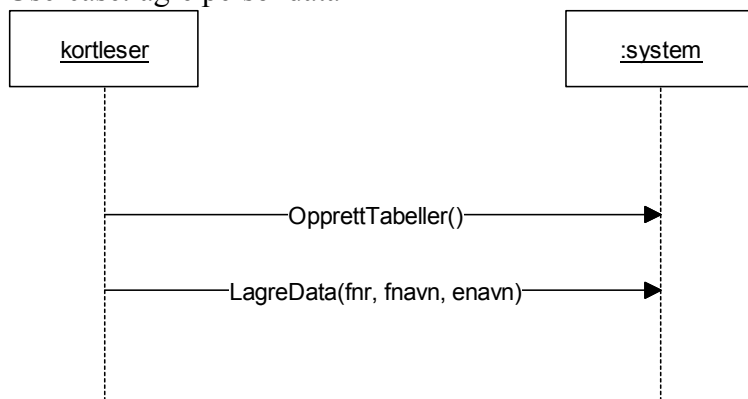 kortleser
:system
OpprettTabeller()
LagreData(fnr, fnavn, enavn)